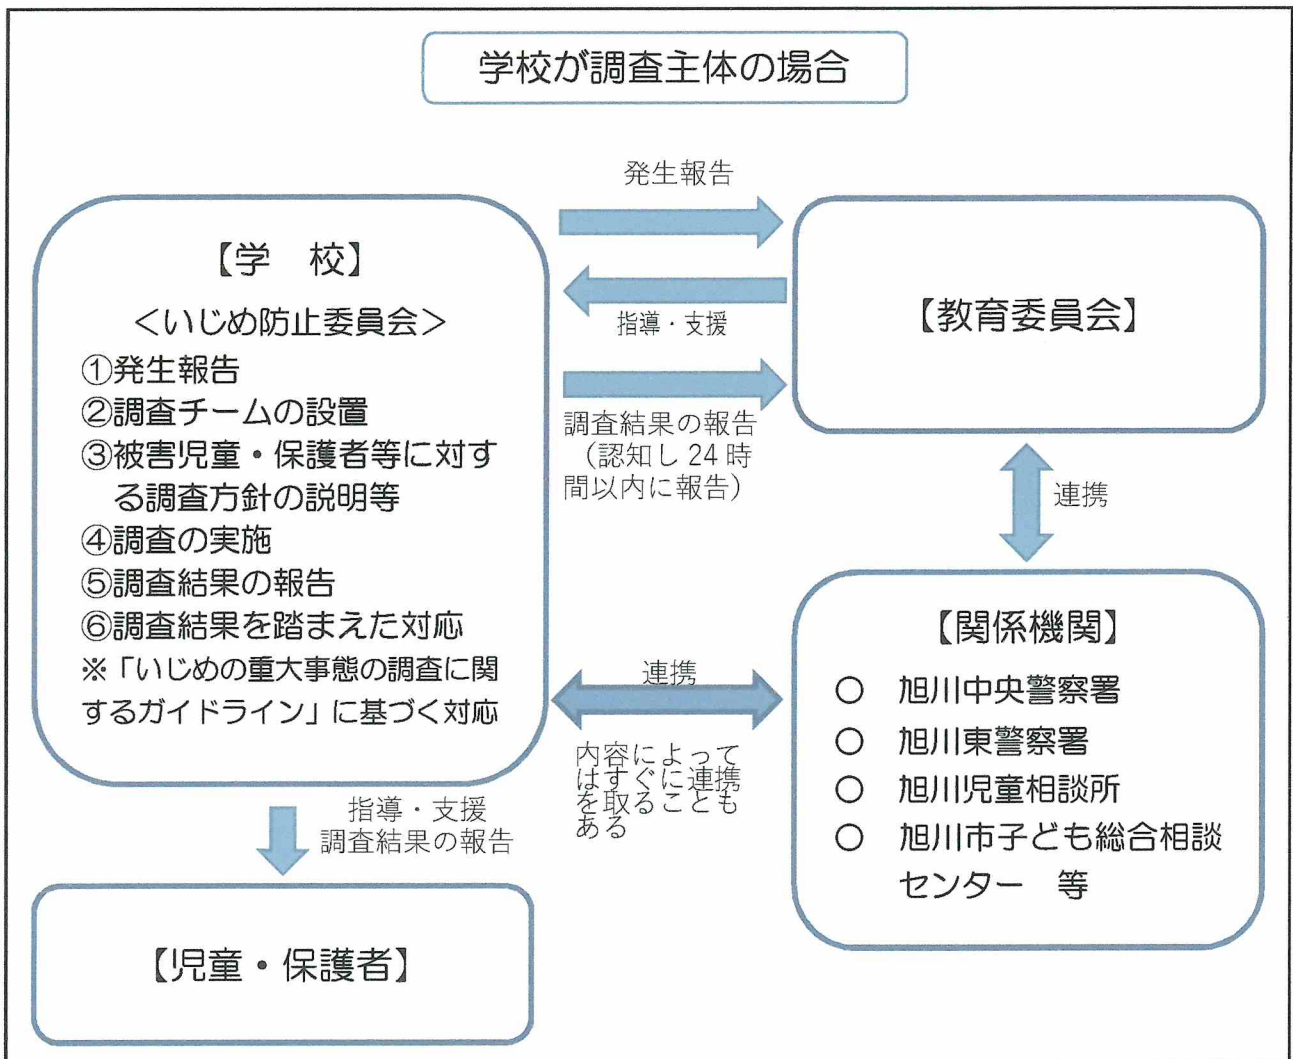 学校が調査主体の場合
発生報告
【学　校】
＜いじめ防止委員会＞
①発生報告
②調査チームの設置
③被害児童・保護者等に対す
る調査方針の説明等
④調査の実施
⑤調査結果の報告
⑥調査結果を踏まえた対応
※「いじめの重大事態の調査に関
するガイドライン」に基づく対応
指導・支援
調査結果の報告
（認知し 24 時
間以内に報告）
【教育委員会】
連携
連携
内容によって
はすぐに連携
を取ることも
ある
【関係機関】
○　旭川中央警察署
○　旭川東警察署
○　旭川児童相談所
○　旭川市子ども総合相談
センター　等
指導・支援
調査結果の報告
【児童・保護者】